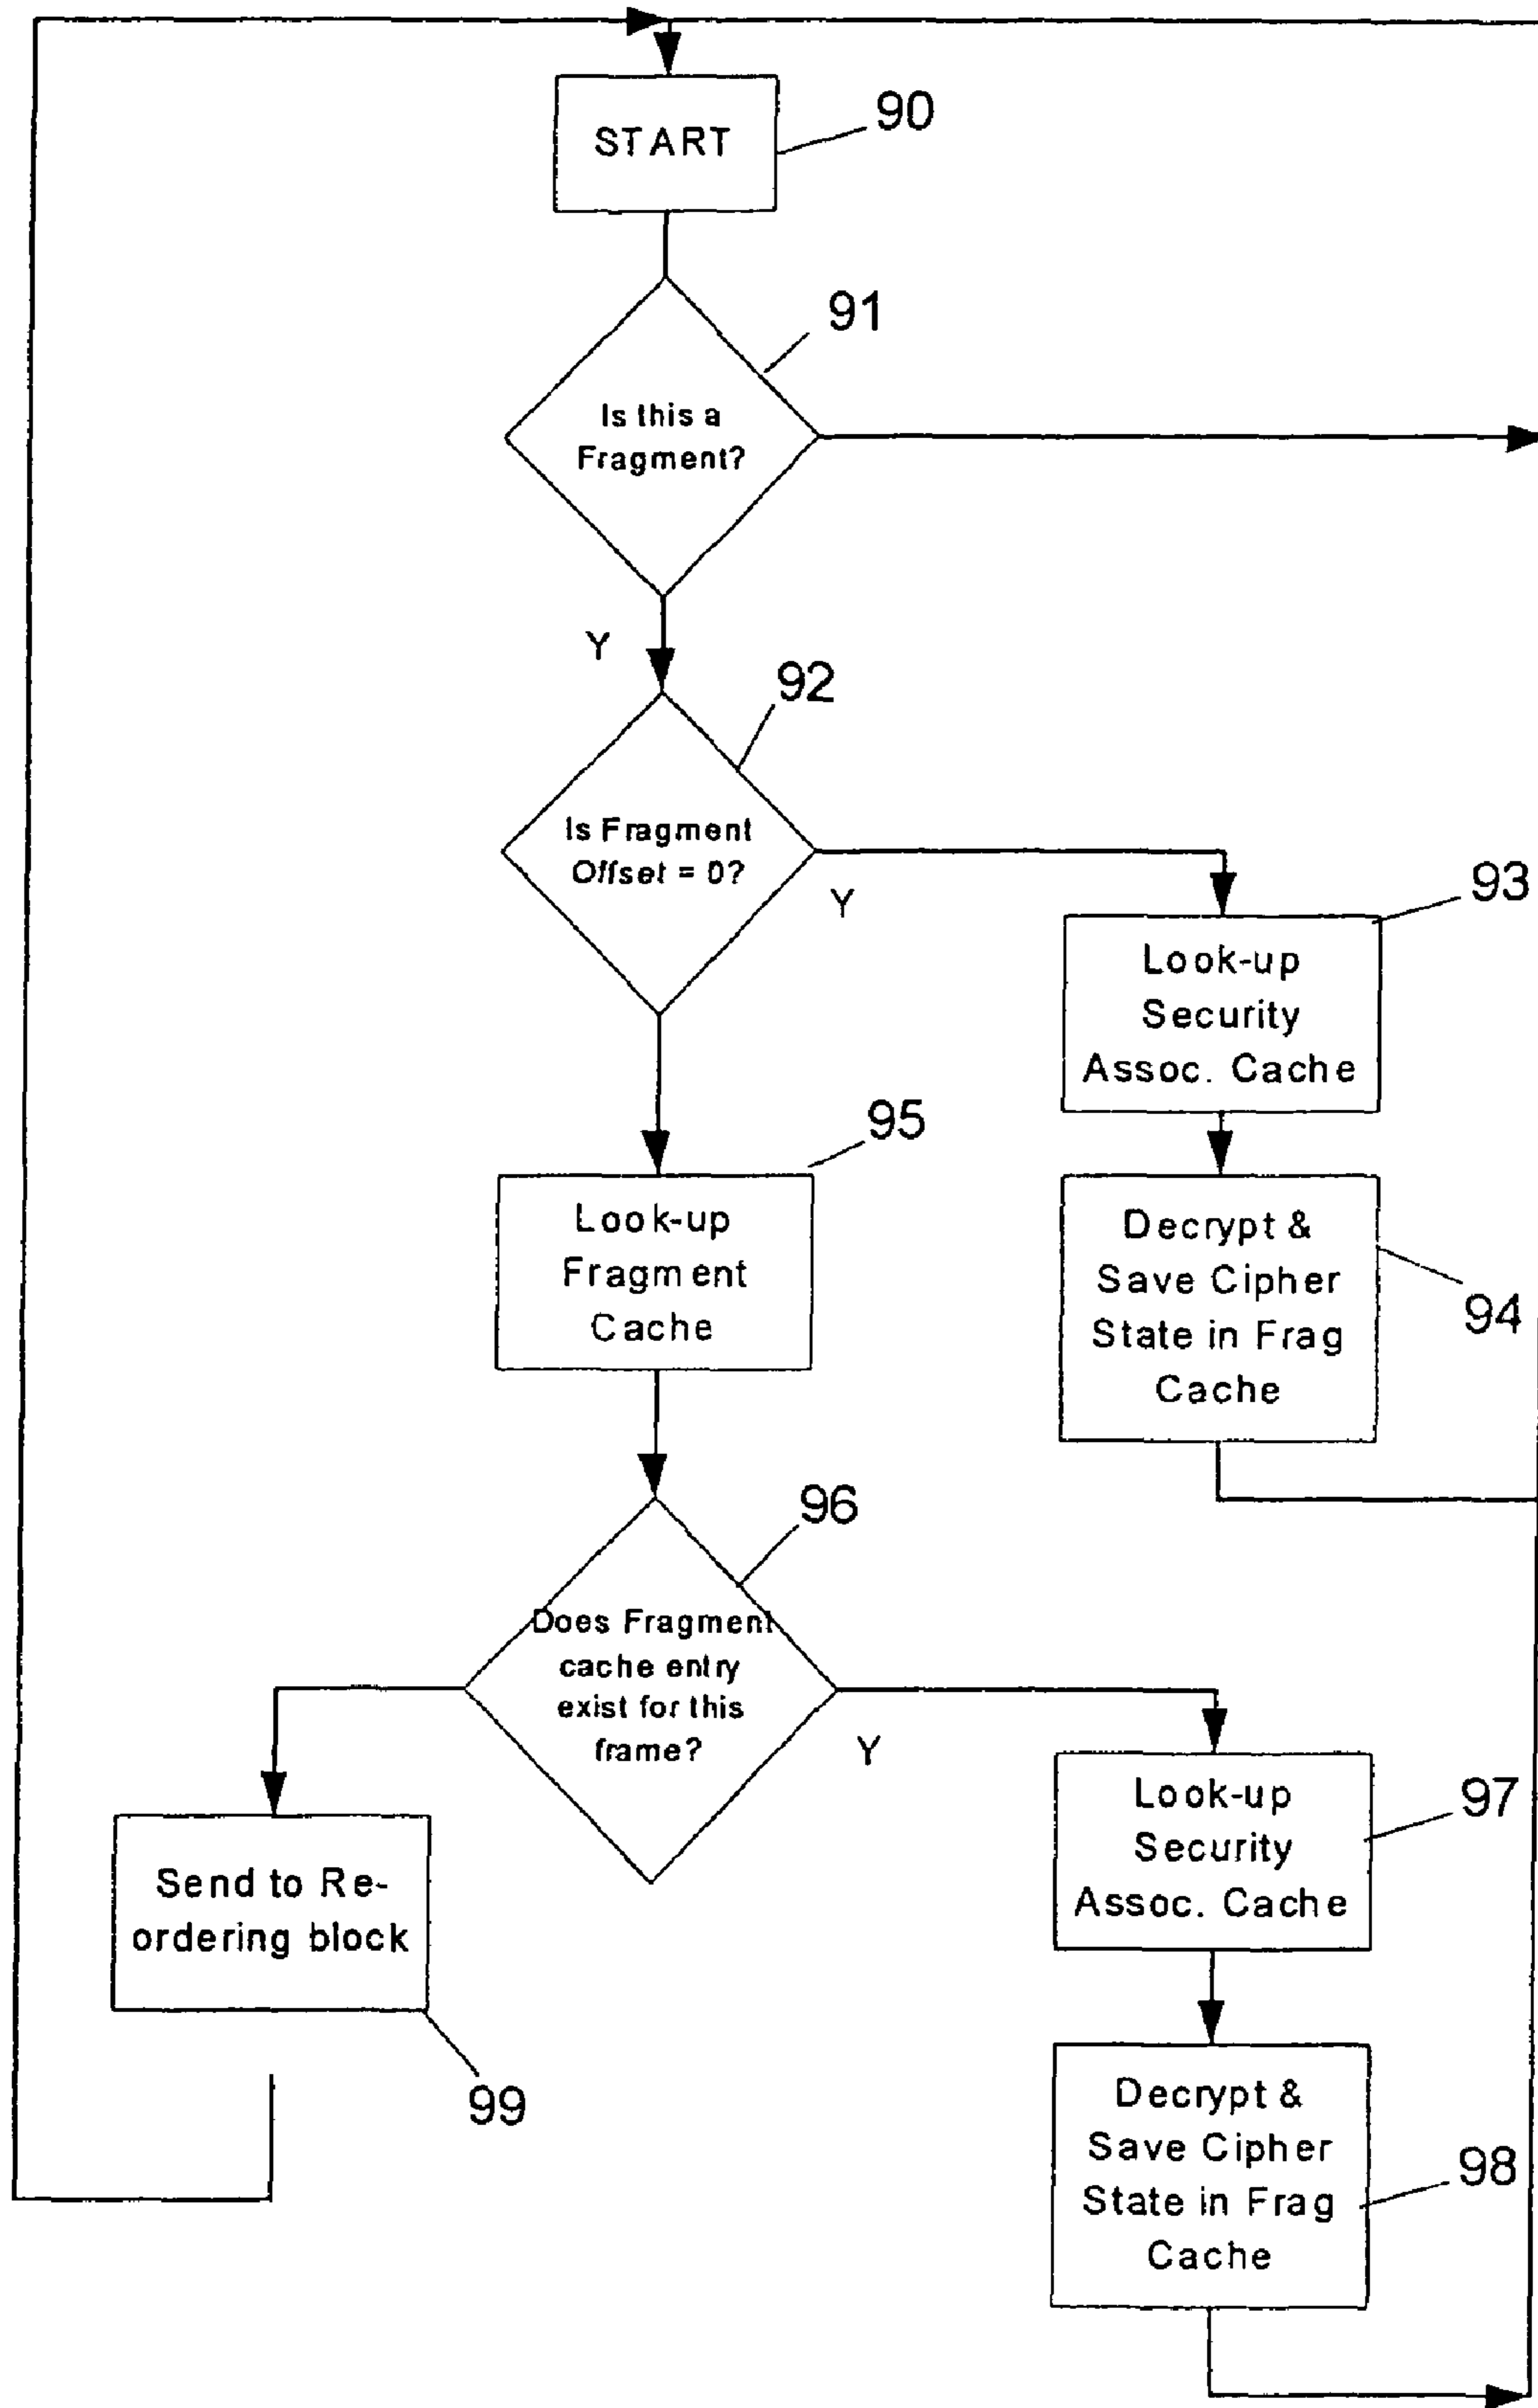 START
90
91
Is this a
Fragment?
Y
92
Is Fragment
Offset = 0?
Y
93
Look-up
Security
Assoc. Cache
95
Look-up
Fragment
Cache
Decrypt &
Save Cipher
State in Frag
Cache
94
96
Does Fragment
cache entry
exist for this
frame?
Y
Look-up
Security
Assoc. Cache
97
Send to Re-
ordering block
99
Decrypt &
Save Cipher
State in Frag
Cache
98